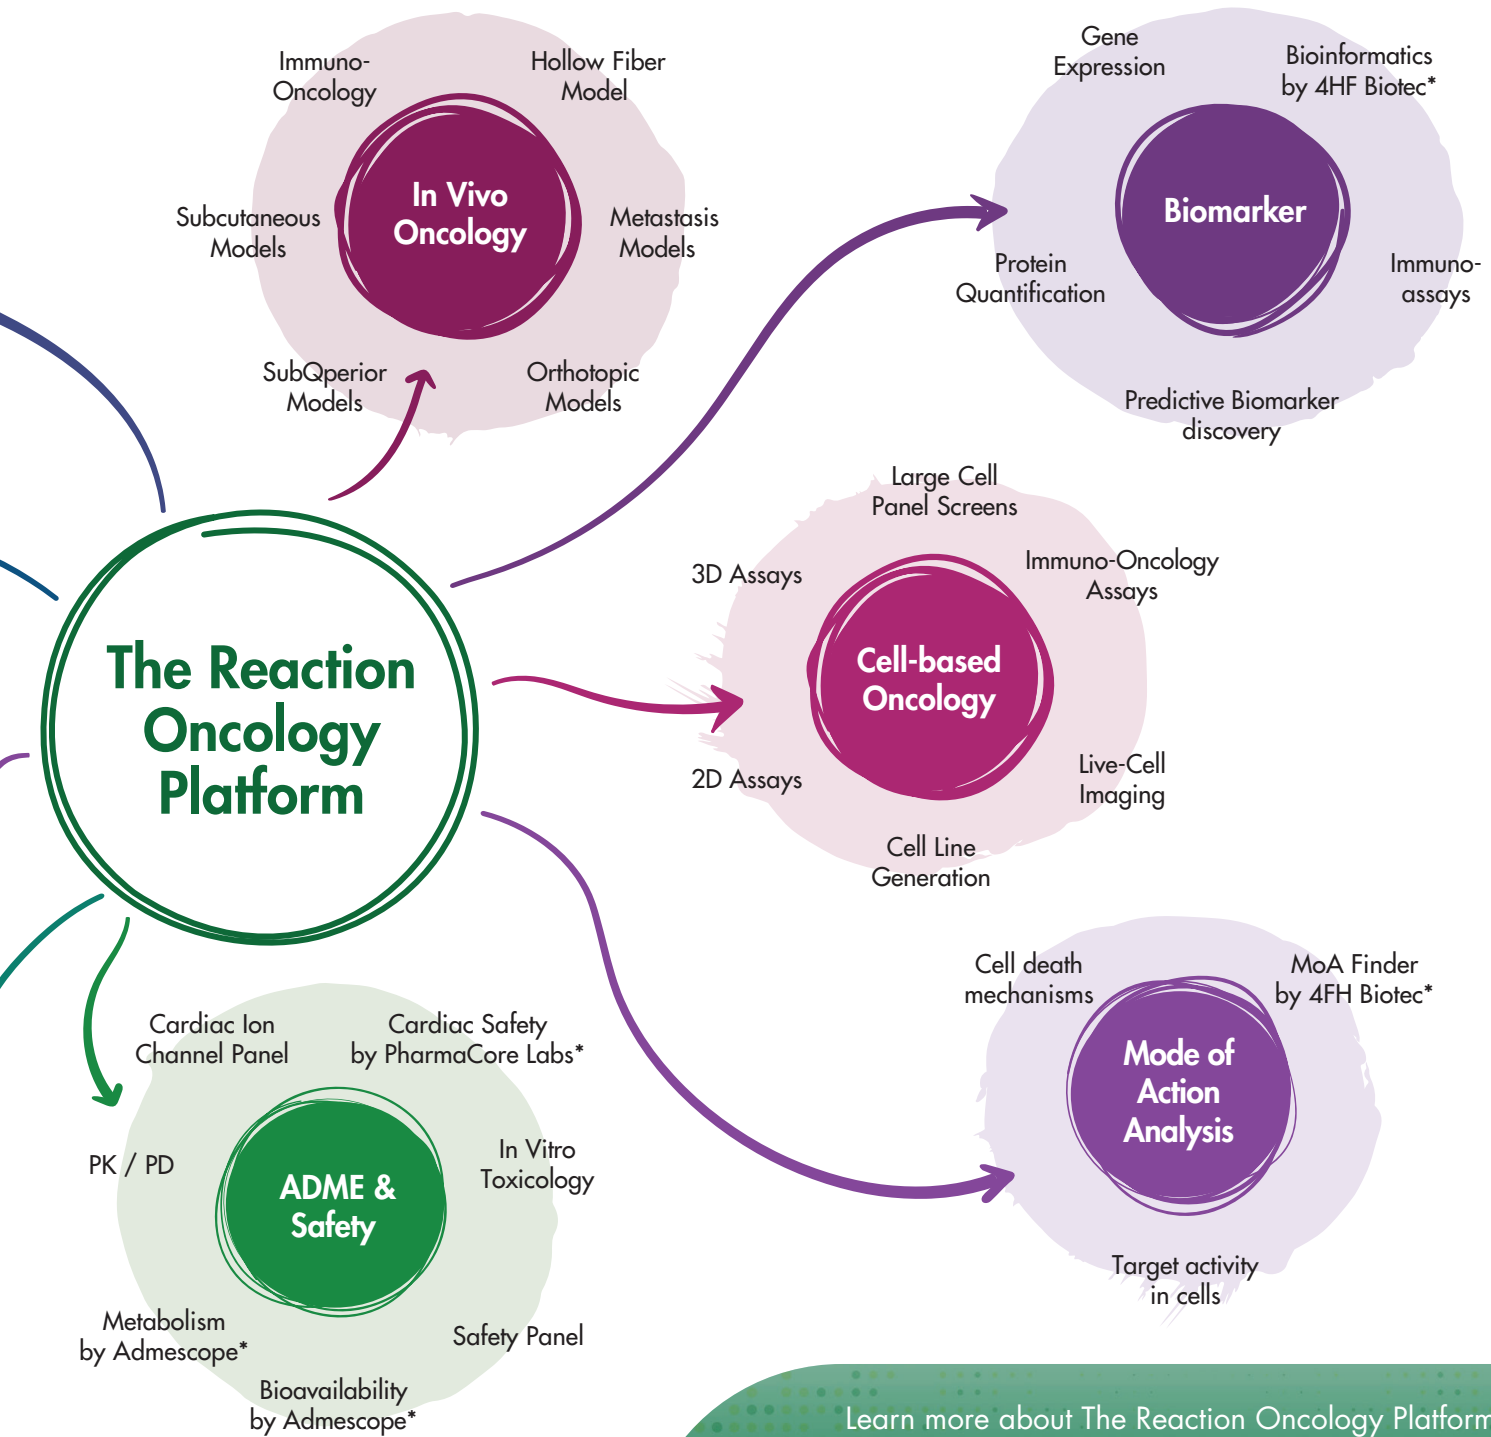 Immuno-
Oncology
Hollow Fiber
Model
In Vivo
Oncology
Subcutaneous
Models
Metastasis
Models
SubQperior
Models
Orthotopic
Models
Gene
Expression
Bioinformatics
by 4HF Biotec*
Biomarker
Protein
Quantification
Immuno-
assays
Predictive Biomarker
discovery
The Reaction
Oncology
Platform
Large Cell
Panel Screens
3D Assays
Immuno-Oncology
Assays
Cell-based
Oncology
2D Assays
Live-Cell
Imaging
Cell Line
Generation
Cell death
mechanisms
MoA Finder
by 4FH Biotec*
Mode of
Action
Analysis
Target activity
in cells
Cardiac Ion
Channel Panel
Cardiac Safety
by PharmaCore Labs*
PK / PD
In Vitro
Toxicology
ADME &
Safety
Metabolism
by Admescope*
Safety Panel
Bioavailability
by Admescope*
Learn more about The Reaction Oncology Platform